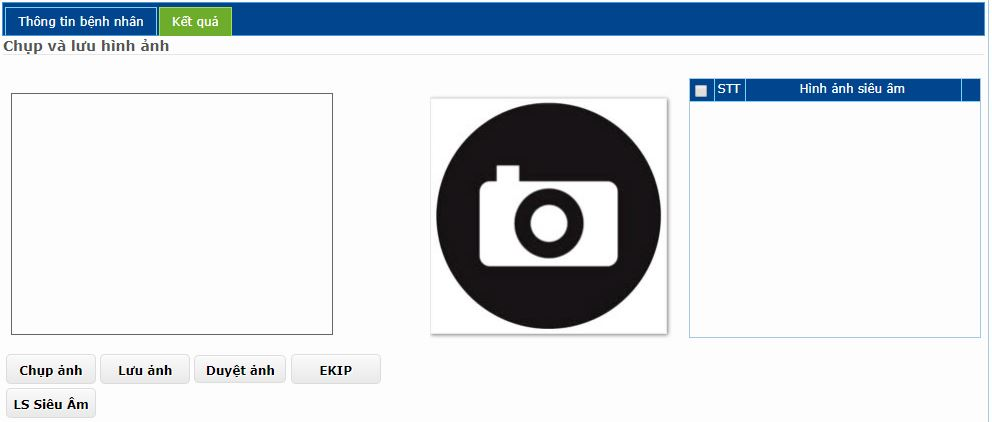 Thông tin bệnh nhân Kết quả
Chụp và lưu hình ảnh
STT Hình ảnh siêu âm
Chụp ảnh Lưu ảnh Duyệt ảnh EKIP
LS Siêu Âm